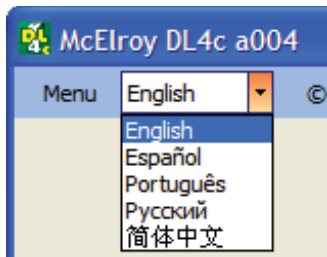 McElroy DL4c a004
Menu English ©
English
Español
Português
Русский
简体中文